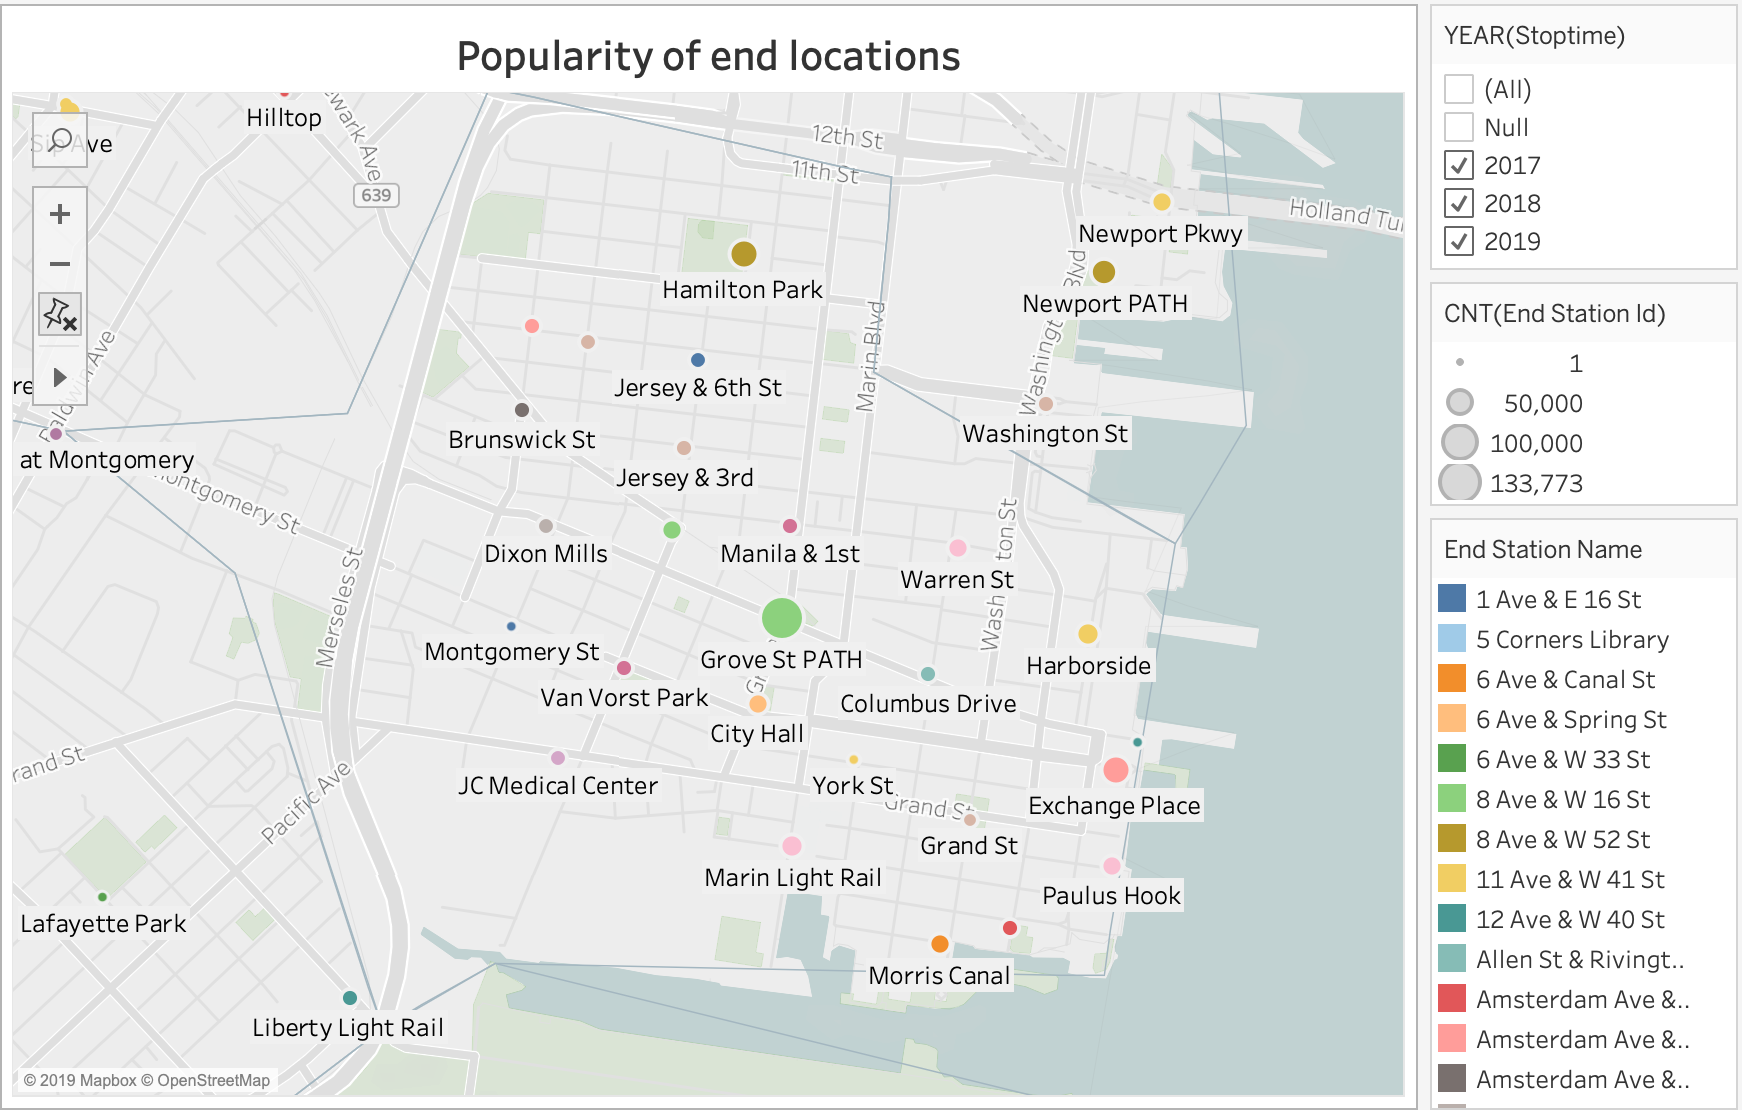 Popularity of end locations
Hilltop
Ave
12th St
11th St
639
Holland Tu
Newport Pkwy
Hamilton Park
Newport PATH
Marin Blvd
Blvd
Jersey & 6th St
Brunswick St
Washington St
at Montgomery
Jersey & 3rd
Montgomery St
Dixon Mills
Manila & 1st
Warren St
Merseles St
Montgomery St
Grove St PATH
Harborside
Van Vorst Park
Columbus Drive
City Hall
JC Medical Center
York St
Exchange Place
Grand St
Pacific Ave
Grand St
Marin Light Rail
Paulus Hook
Lafayette Park
Morris Canal
Liberty Light Rail
© 2019 Mapbox © OpenStreetMap
YEAR(Stoptime)
(All)
Null
2017
2018
2019
CNT(End Station Id)
1
50,000
100,000
133,773
End Station Name
1 Ave & E 16 St
5 Corners Library
6 Ave & Canal St
6 Ave & Spring St
6 Ave & W 33 St
8 Ave & W 16 St
8 Ave & W 52 St
11 Ave & W 41 St
12 Ave & W 40 St
Allen St & Rivingt..
Amsterdam Ave &..
Amsterdam Ave &..
Amsterdam Ave &..